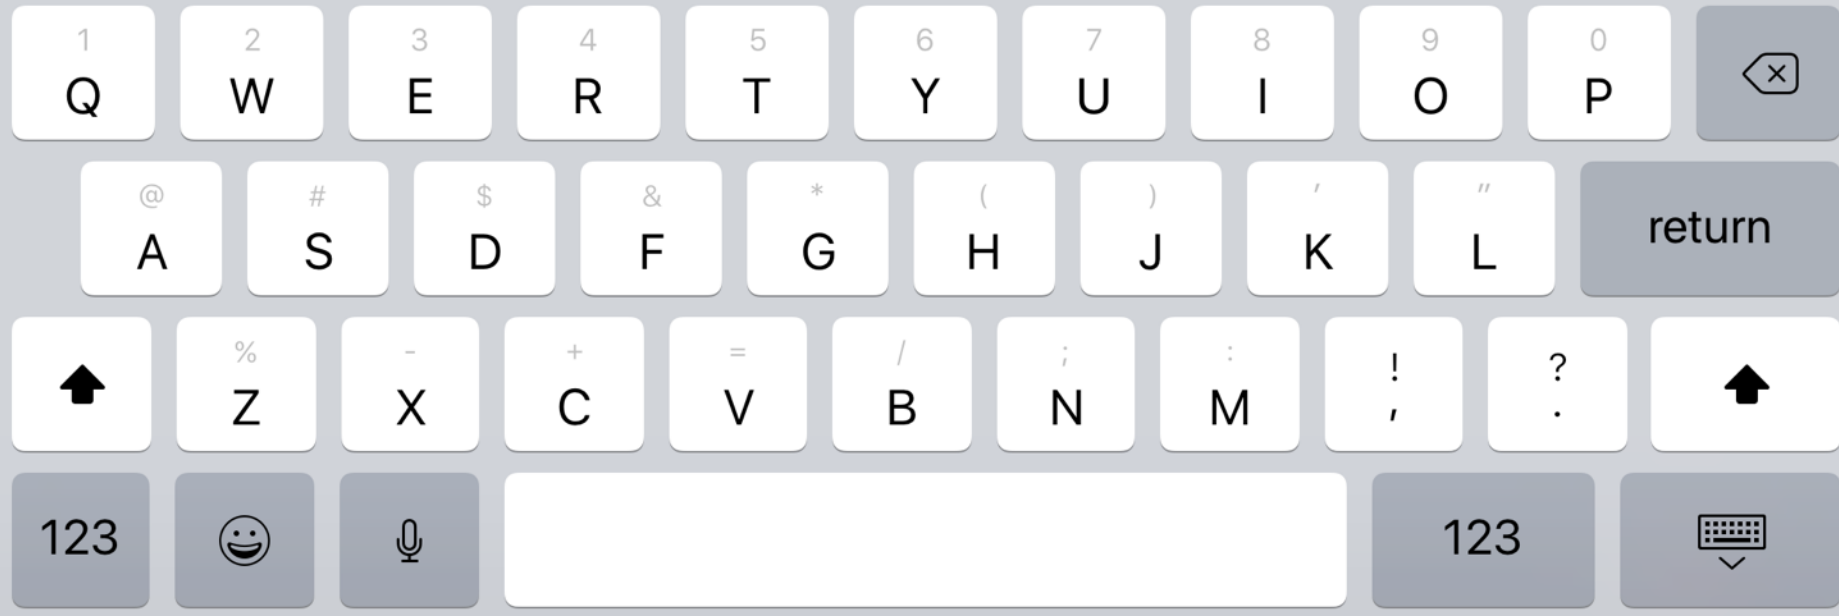 1 2 3 4 5 6 7 8 9 0
Q W E R T Y U I O P
@ # $ & * ( ) ' "
A S D F G H J K L return
% - + = / ; : ! ?
Z X C V B N M , .
123 123